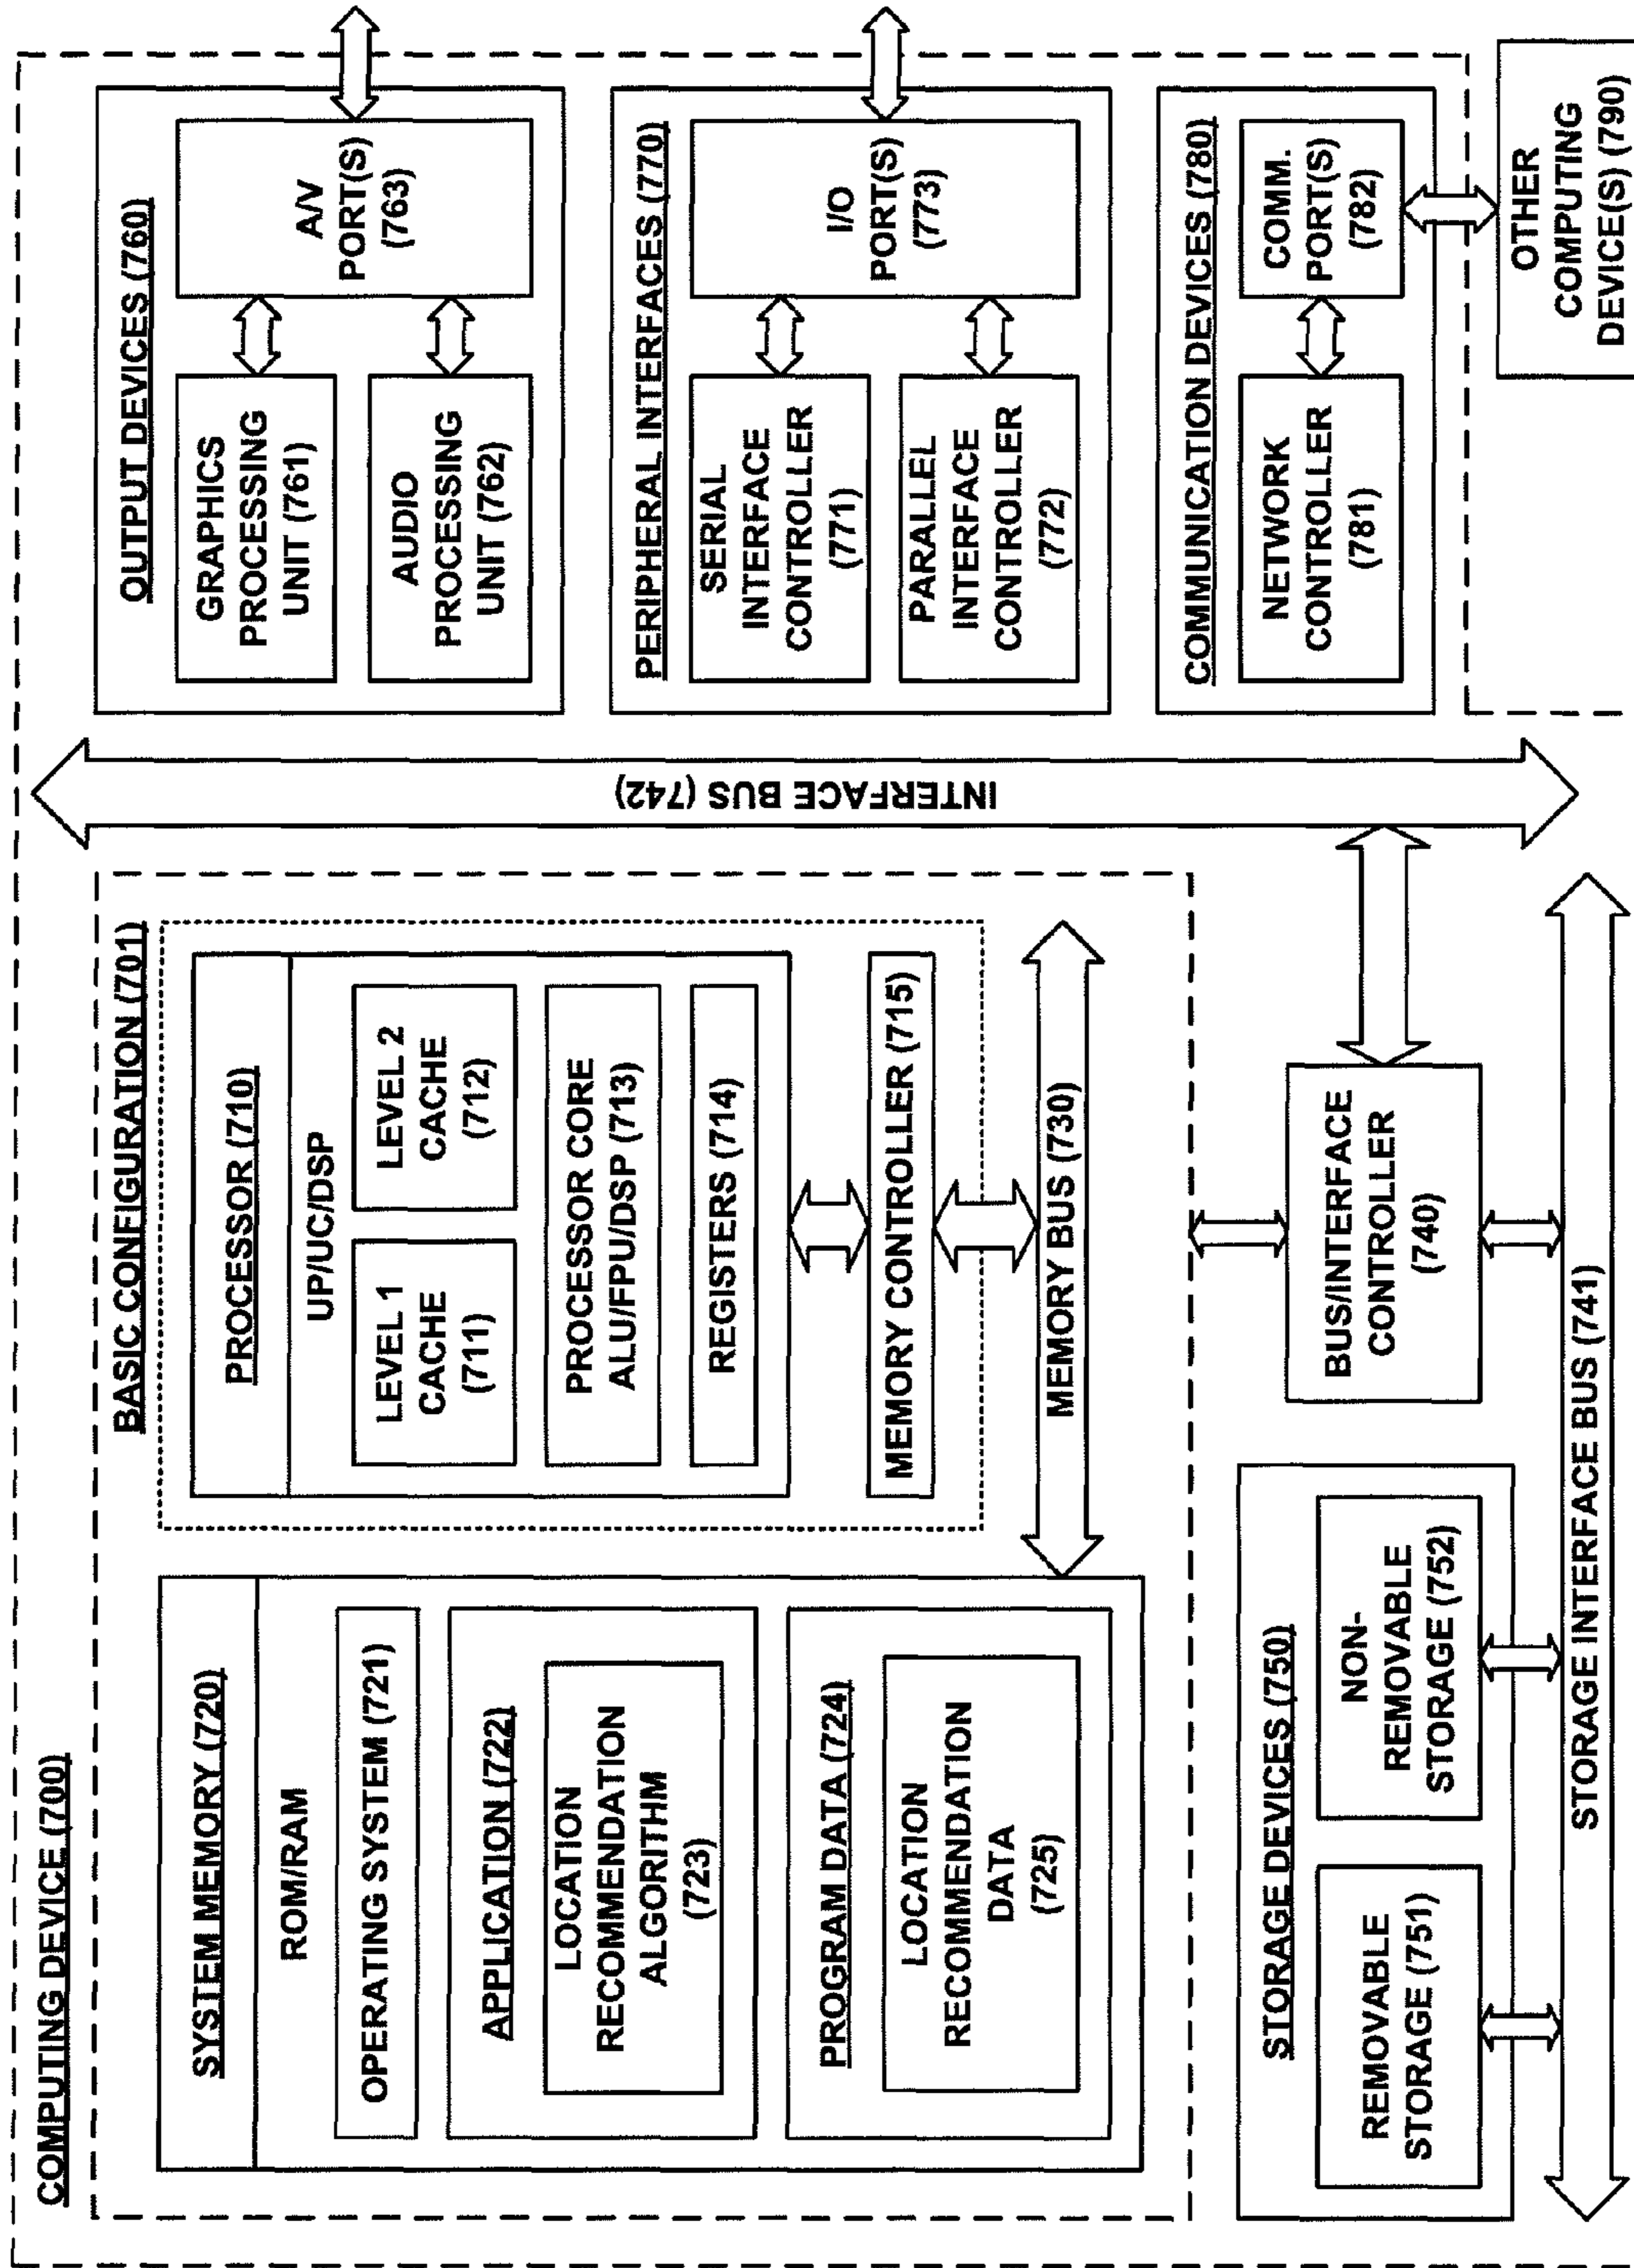 COMPUTING DEVICE (700)
BASIC CONFIGURATION (701)
SYSTEM MEMORY (720)
ROM/RAM
OPERATING SYSTEM (721)
APPLICATION (722)
LOCATION
RECOMMENDATION
ALGORITHM
(723)
PROGRAM DATA (724)
LOCATION
RECOMMENDATION
DATA
(725)
PROCESSOR (710)
UP/UC/DSP
LEVEL 1
CACHE
(711)
LEVEL 2
CACHE
(712)
PROCESSOR CORE
ALU/FPU/DSP (713)
REGISTERS (714)
MEMORY CONTROLLER (715)
MEMORY BUS (730)
BUS/INTERFACE
CONTROLLER
(740)
STORAGE DEVICES (750)
REMOVABLE
STORAGE (751)
NON-
REMOVABLE
STORAGE (752)
STORAGE INTERFACE BUS (741)
INTERFACE BUS (742)
OUTPUT DEVICES (760)
GRAPHICS
PROCESSING
UNIT (761)
AUDIO
PROCESSING
UNIT (762)
A/V
PORT(S)
(763)
PERIPHERAL INTERFACES (770)
SERIAL
INTERFACE
CONTROLLER
(771)
PARALLEL
INTERFACE
CONTROLLER
(772)
I/O
PORT(S)
(773)
COMMUNICATION DEVICES (780)
NETWORK
CONTROLLER
(781)
COMM.
PORT(S)
(782)
OTHER
COMPUTING
DEVICE(S) (790)